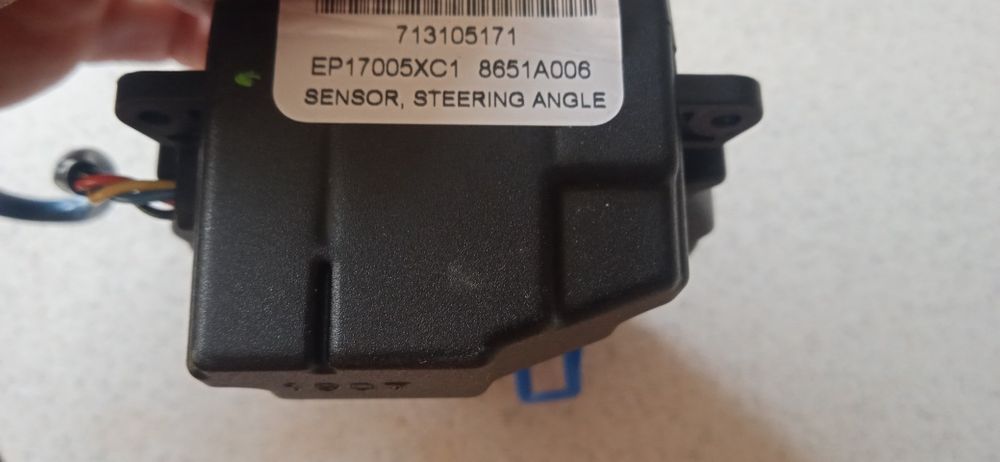 713105171
EP17005XC1 8651A006
SENSOR, STEERING ANGLE